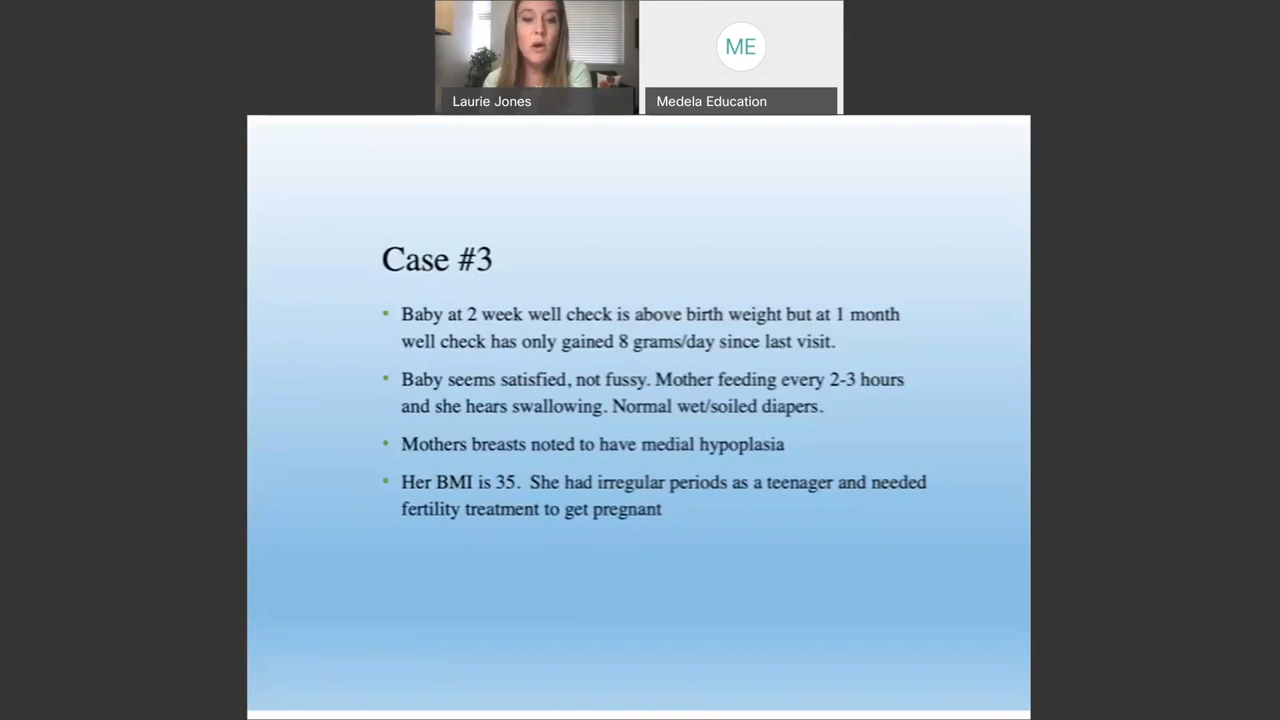 ME
Laurie Jones
Medela Education
Case #3
• Baby at 2 week well check is above birth weight but at 1 month
well check has only gained 8 grams/day since last visit.
• Baby seems satisfied, not fussy. Mother feeding every 2-3 hours
and she hears swallowing. Normal wet/soiled diapers.
• Mothers breasts noted to have medial hypoplasia
• Her BMI is 35. She had irregular periods as a teenager and needed
fertility treatment to get pregnant